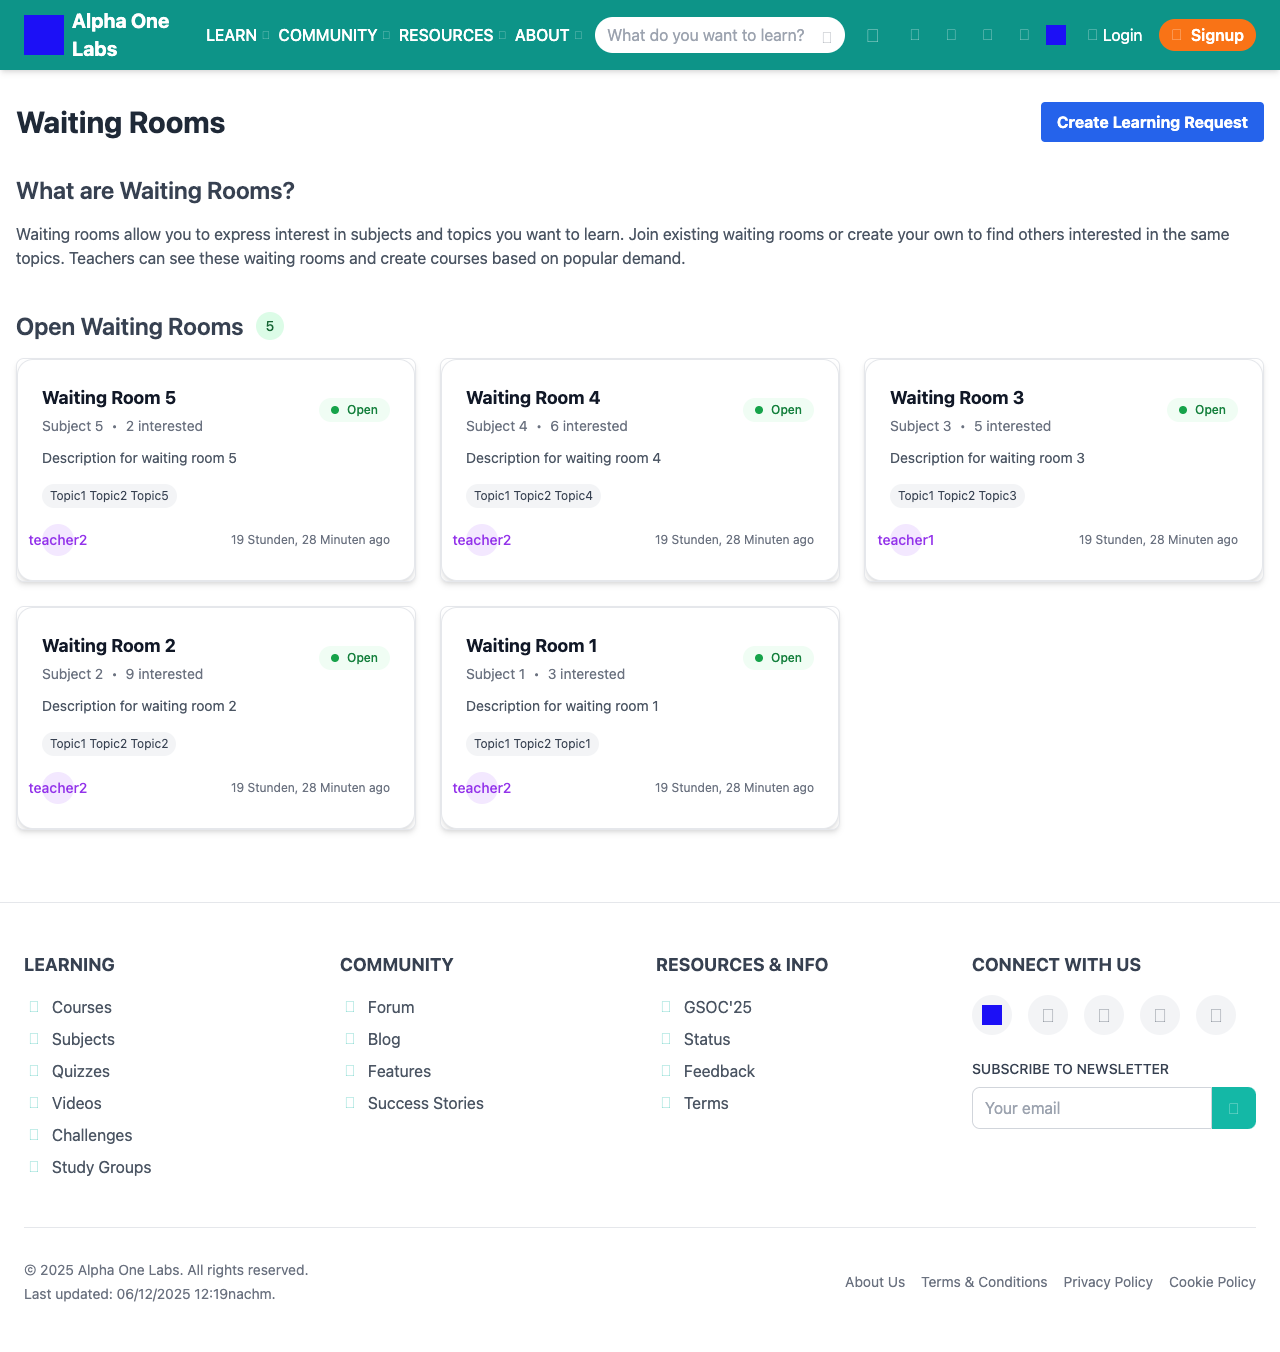 Alpha One
Labs
LEARN COMMUNITY RESOURCES ABOUT What do you want to learn? Login Signup
Waiting Rooms
Create Learning Request
What are Waiting Rooms?
Waiting rooms allow you to express interest in subjects and topics you want to learn. Join existing waiting rooms or create your own to find others interested in the same
topics. Teachers can see these waiting rooms and create courses based on popular demand.
Open Waiting Rooms 5
Waiting Room 5
Open
Subject 5 • 2 interested
Description for waiting room 5
Topic1 Topic2 Topic5
teacher2 19 Stunden, 28 Minuten ago
Waiting Room 4
Open
Subject 4 • 6 interested
Description for waiting room 4
Topic1 Topic2 Topic4
teacher2 19 Stunden, 28 Minuten ago
Waiting Room 3
Open
Subject 3 • 5 interested
Description for waiting room 3
Topic1 Topic2 Topic3
teacher1 19 Stunden, 28 Minuten ago
Waiting Room 2
Open
Subject 2 • 9 interested
Description for waiting room 2
Topic1 Topic2 Topic2
teacher2 19 Stunden, 28 Minuten ago
Waiting Room 1
Open
Subject 1 • 3 interested
Description for waiting room 1
Topic1 Topic2 Topic1
teacher2 19 Stunden, 28 Minuten ago
LEARNING
Courses
Subjects
Quizzes
Videos
Challenges
Study Groups
COMMUNITY
Forum
Blog
Features
Success Stories
RESOURCES & INFO
GSOC'25
Status
Feedback
Terms
CONNECT WITH US
SUBSCRIBE TO NEWSLETTER
Your email
© 2025 Alpha One Labs. All rights reserved.
Last updated: 06/12/2025 12:19nachm.
About Us Terms & Conditions Privacy Policy Cookie Policy